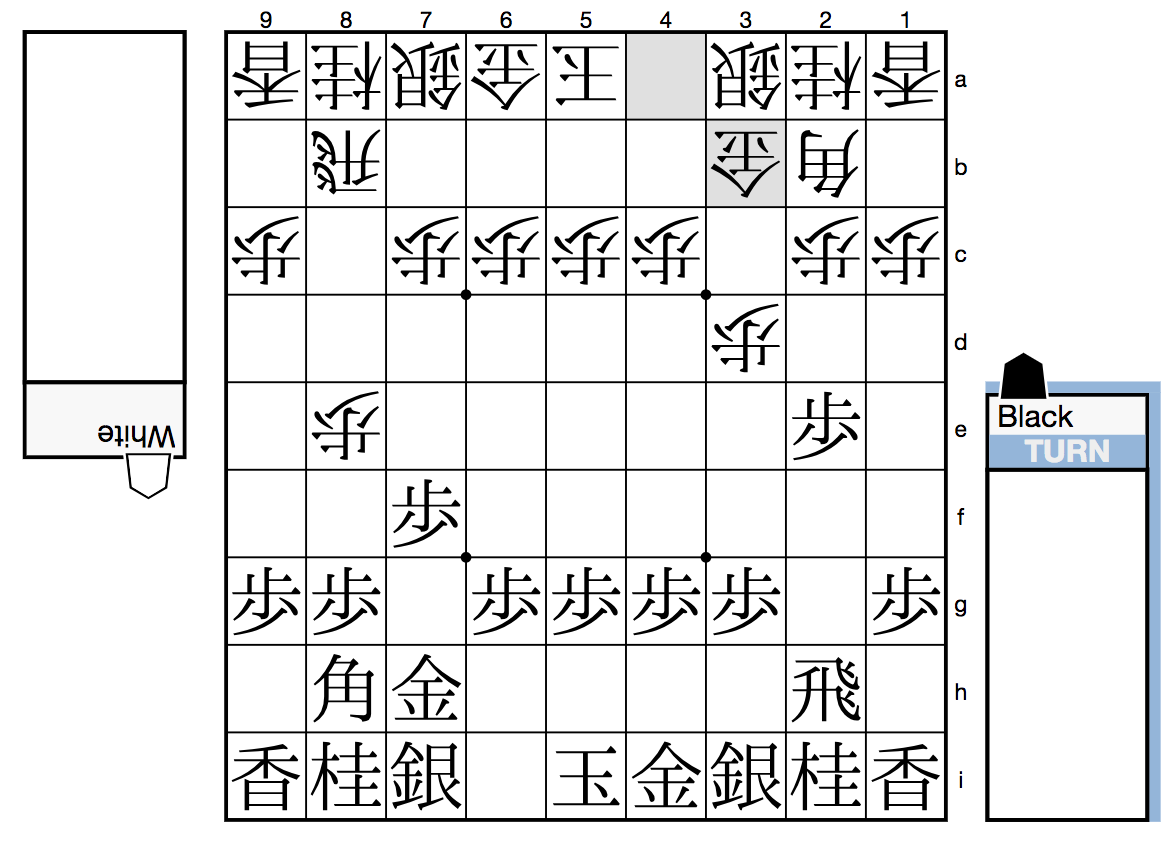 9 8 7 6 5 4 3 2 1
香 桂 銀 金 玉 銀 桂 香 a
飛 金 角 b
歩 歩 歩 歩 歩 歩 歩 c
歩 d
歩 歩 e
歩 f
歩 歩 歩 歩 歩 歩 歩 g
角 金 飛 h
香 桂 銀 玉 金 銀 桂 香 i
White
Black
TURN